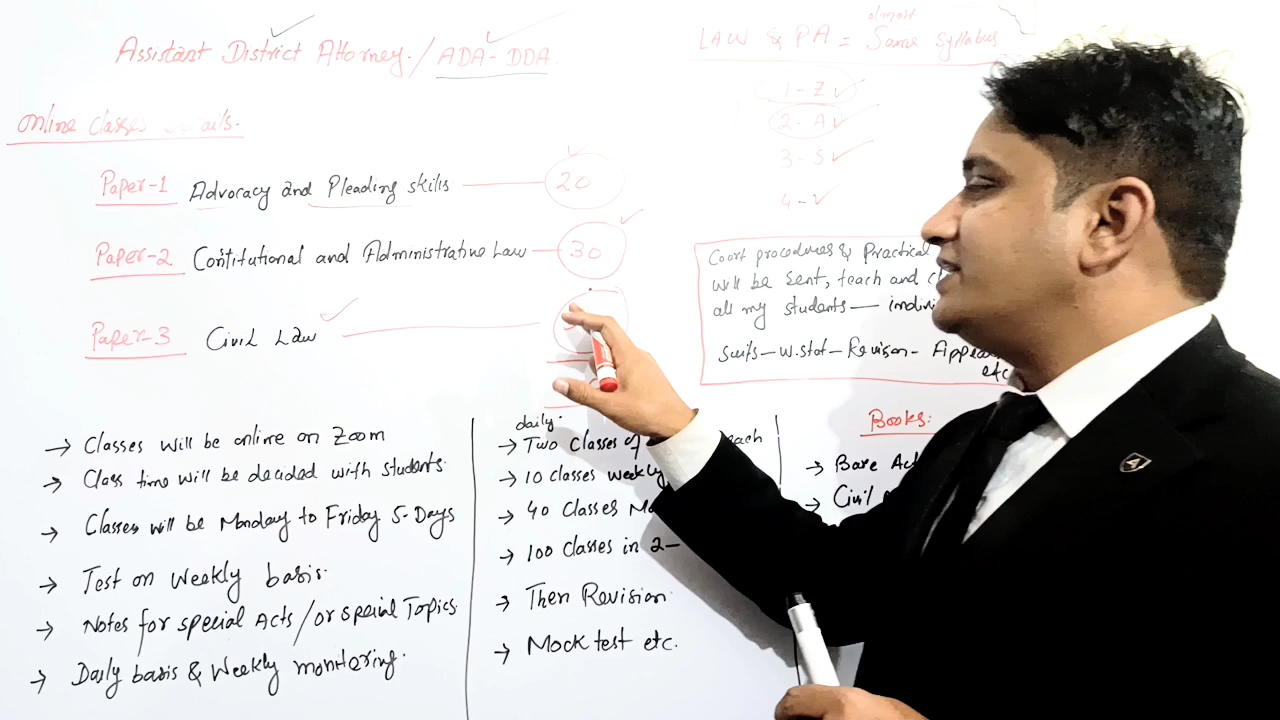 Assistant District Attorney. / ADA-DDA
Online Classes
Paper-1 Advocacy and Pleading skills 20
Paper-2 Contitutional and Administrative Law 30
Paper-3 Civil Law
→ Classes will be online on Zoom
→ Class time will be decided with students.
→ Classes will be Monday to Friday 5-Days
→ Test on weekly basis.
→ Notes for special Acts/or special Topics.
→ Daily basis & Weekly monitering.
daily.
→ Two Classes of each
→ 10 classes weekly
→ 40 Classes
→ 100 classes in 2-
→ Then Revision.
→ Mock test etc.
almost
LAW & PA = Same Syllabus
1 - Z ✓
2 - A ✓
3 - S ✓
4 - ✓
Court procedures & Practical
will be sent, teach and
all my students —
Suits - W.stat - Revison -
etc
Books:
→ Bare
→ Civil